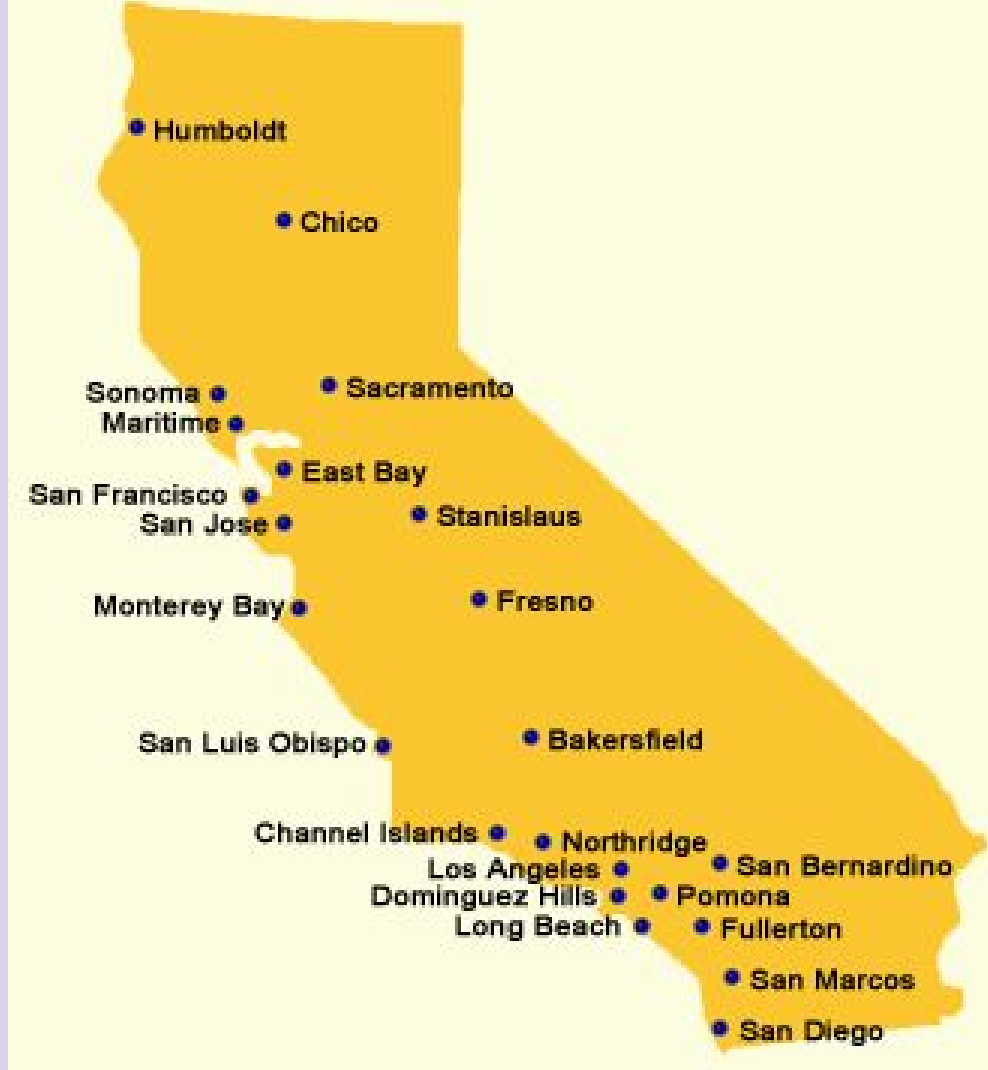 Humboldt
Chico
Sonoma
Sacramento
Maritime
East Bay
San Francisco
Stanislaus
San Jose
Monterey Bay
Fresno
San Luis Obispo
Bakersfield
Channel Islands
Northridge
Los Angeles
San Bernardino
Dominguez Hills
Pomona
Long Beach
Fullerton
San Marcos
San Diego